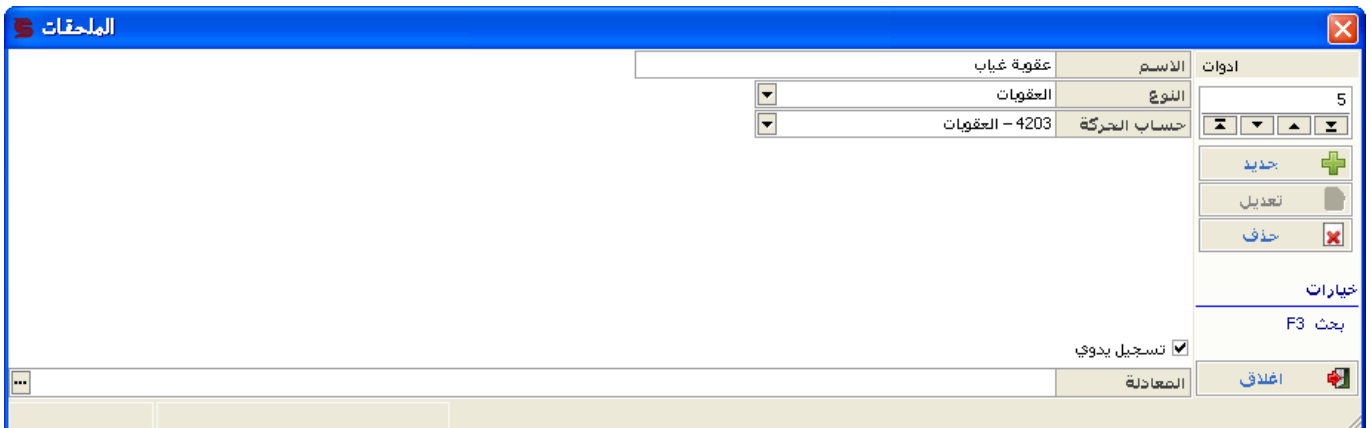 الملحقات
ادوات
الاسم عقوبة غياب
النوع العقوبات
حساب الحركة 4203 – العقوبات
5
جديد
تعديل
حذف
خيارات
بحث F3
تسجيل يدوي
المعادلة ...
اغلاق